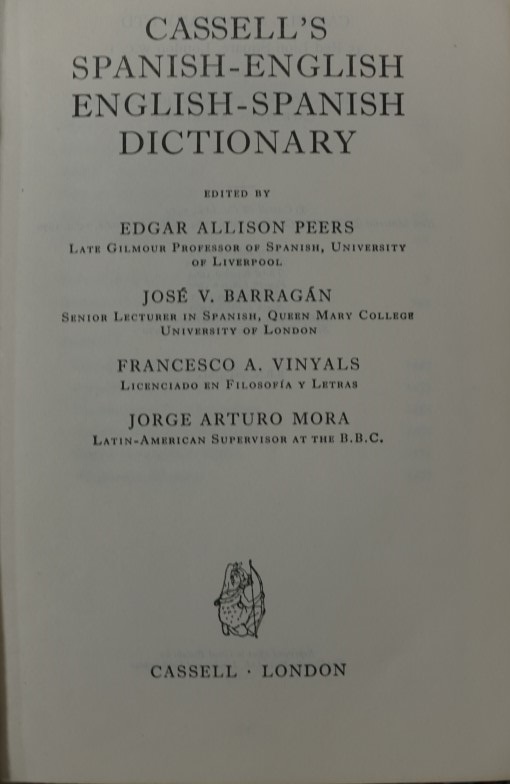 CASSELL'S
SPANISH-ENGLISH
ENGLISH-SPANISH
DICTIONARY
EDITED BY
EDGAR ALLISON PEERS
LATE GILMOUR PROFESSOR OF SPANISH, UNIVERSITY
OF LIVERPOOL
JOSÉ V. BARRAGÁN
SENIOR LECTURER IN SPANISH, QUEEN MARY COLLEGE
UNIVERSITY OF LONDON
FRANCESCO A. VINYALS
LICENCIADO EN FILOSOFÍA Y LETRAS
JORGE ARTURO MORA
LATIN-AMERICAN SUPERVISOR AT THE B.B.C.
CASSELL · LONDON